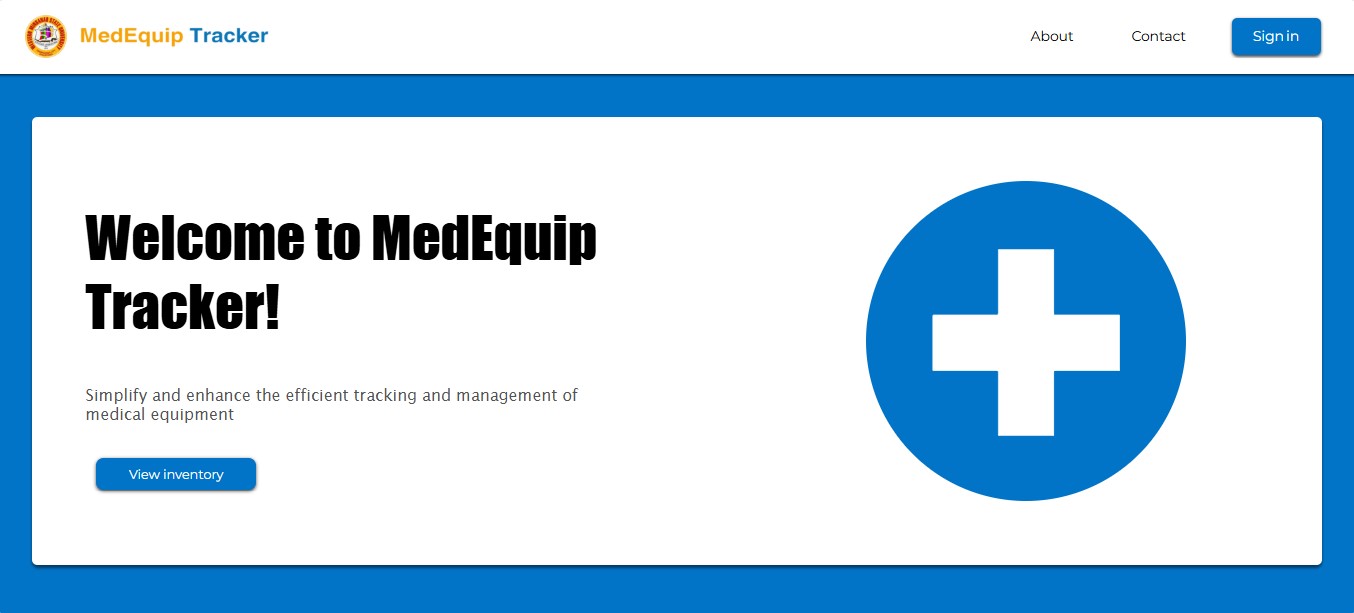 MedEquip Tracker
About
Contact
Sign in
Welcome to MedEquip
Tracker!
Simplify and enhance the efficient tracking and management of
medical equipment
View inventory